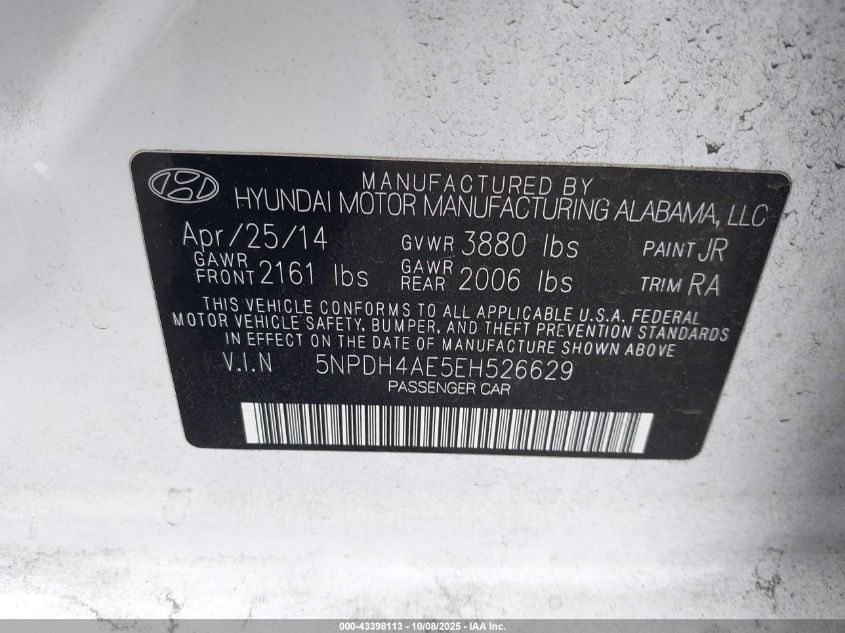 MANUFACTURED BY
HYUNDAI MOTOR MANUFACTURING ALABAMA, LLC
Apr/25/14 GVWR 3880 lbs PAINT JR
GAWR FRONT 2161 lbs GAWR REAR 2006 lbs TRIM RA
THIS VEHICLE CONFORMS TO ALL APPLICABLE U.S.A. FEDERAL
MOTOR VEHICLE SAFETY, BUMPER, AND THEFT PREVENTION STANDARDS
IN EFFECT ON THE DATE OF MANUFACTURE SHOWN ABOVE.
V.I.N 5NPDH4AE5EH526629
PASSENGER CAR
000-43398113 - 10/08/2025 - IAA Inc.